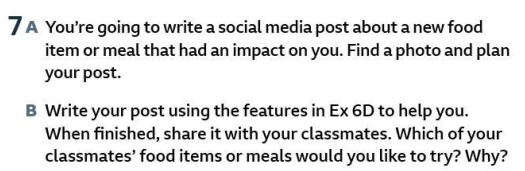 7 A You’re going to write a social media post about a new food
item or meal that had an impact on you. Find a photo and plan
your post.
B Write your post using the features in Ex 6D to help you.
When finished, share it with your classmates. Which of your
classmates’ food items or meals would you like to try? Why?